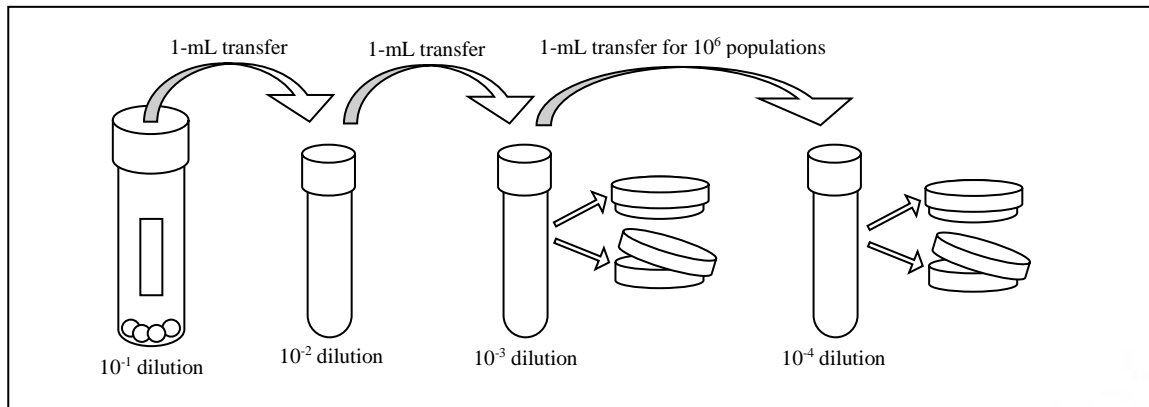 1-mL transfer
1-mL transfer
1-mL transfer for 10⁶ populations
10⁻¹ dilution
10⁻² dilution
10⁻³ dilution
10⁻⁴ dilution